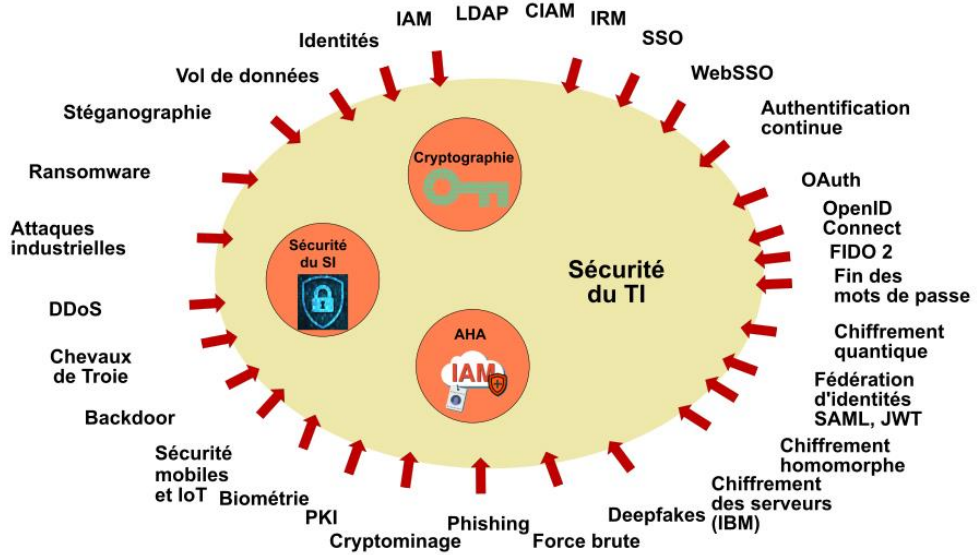 IAM
LDAP
CIAM
IRM
SSO
WebSSO
Authentification
continue
OAuth
OpenID
Connect
FIDO 2
Fin des
mots de passe
Chiffrement
quantique
Fédération
d'identités
SAML, JWT
Chiffrement
homomorphe
Chiffrement
des serveurs
(IBM)
Deepfakes
Force brute
Phishing
Cryptominage
PKI
Biométrie
Sécurité
mobiles
et IoT
Backdoor
Chevaux
de Troie
DDoS
Attaques
industrielles
Ransomware
Stéganographie
Vol de données
Identités
Cryptographie
Sécurité
du SI
AHA
IAM
Sécurité
du TI